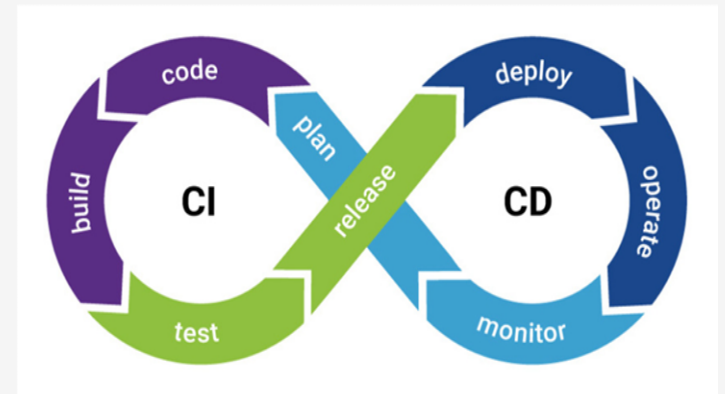 code
deploy
plan
build
CI
release
CD
operate
test
monitor